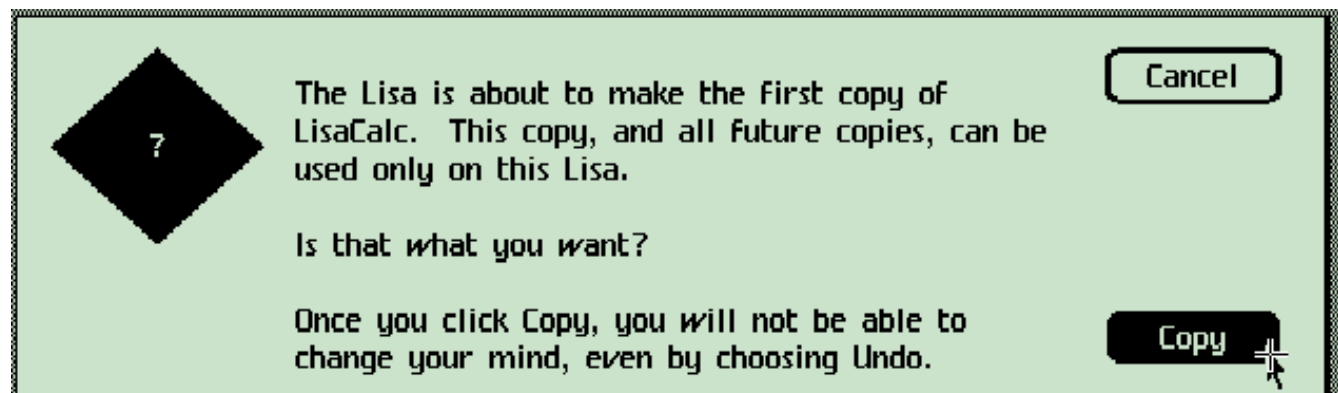 Cancel
The Lisa is about to make the first copy of
LisaCalc.  This copy, and all future copies, can be
used only on this Lisa.
?
Is that what you want?
Once you click Copy, you will not be able to
change your mind, even by choosing Undo.
Copy